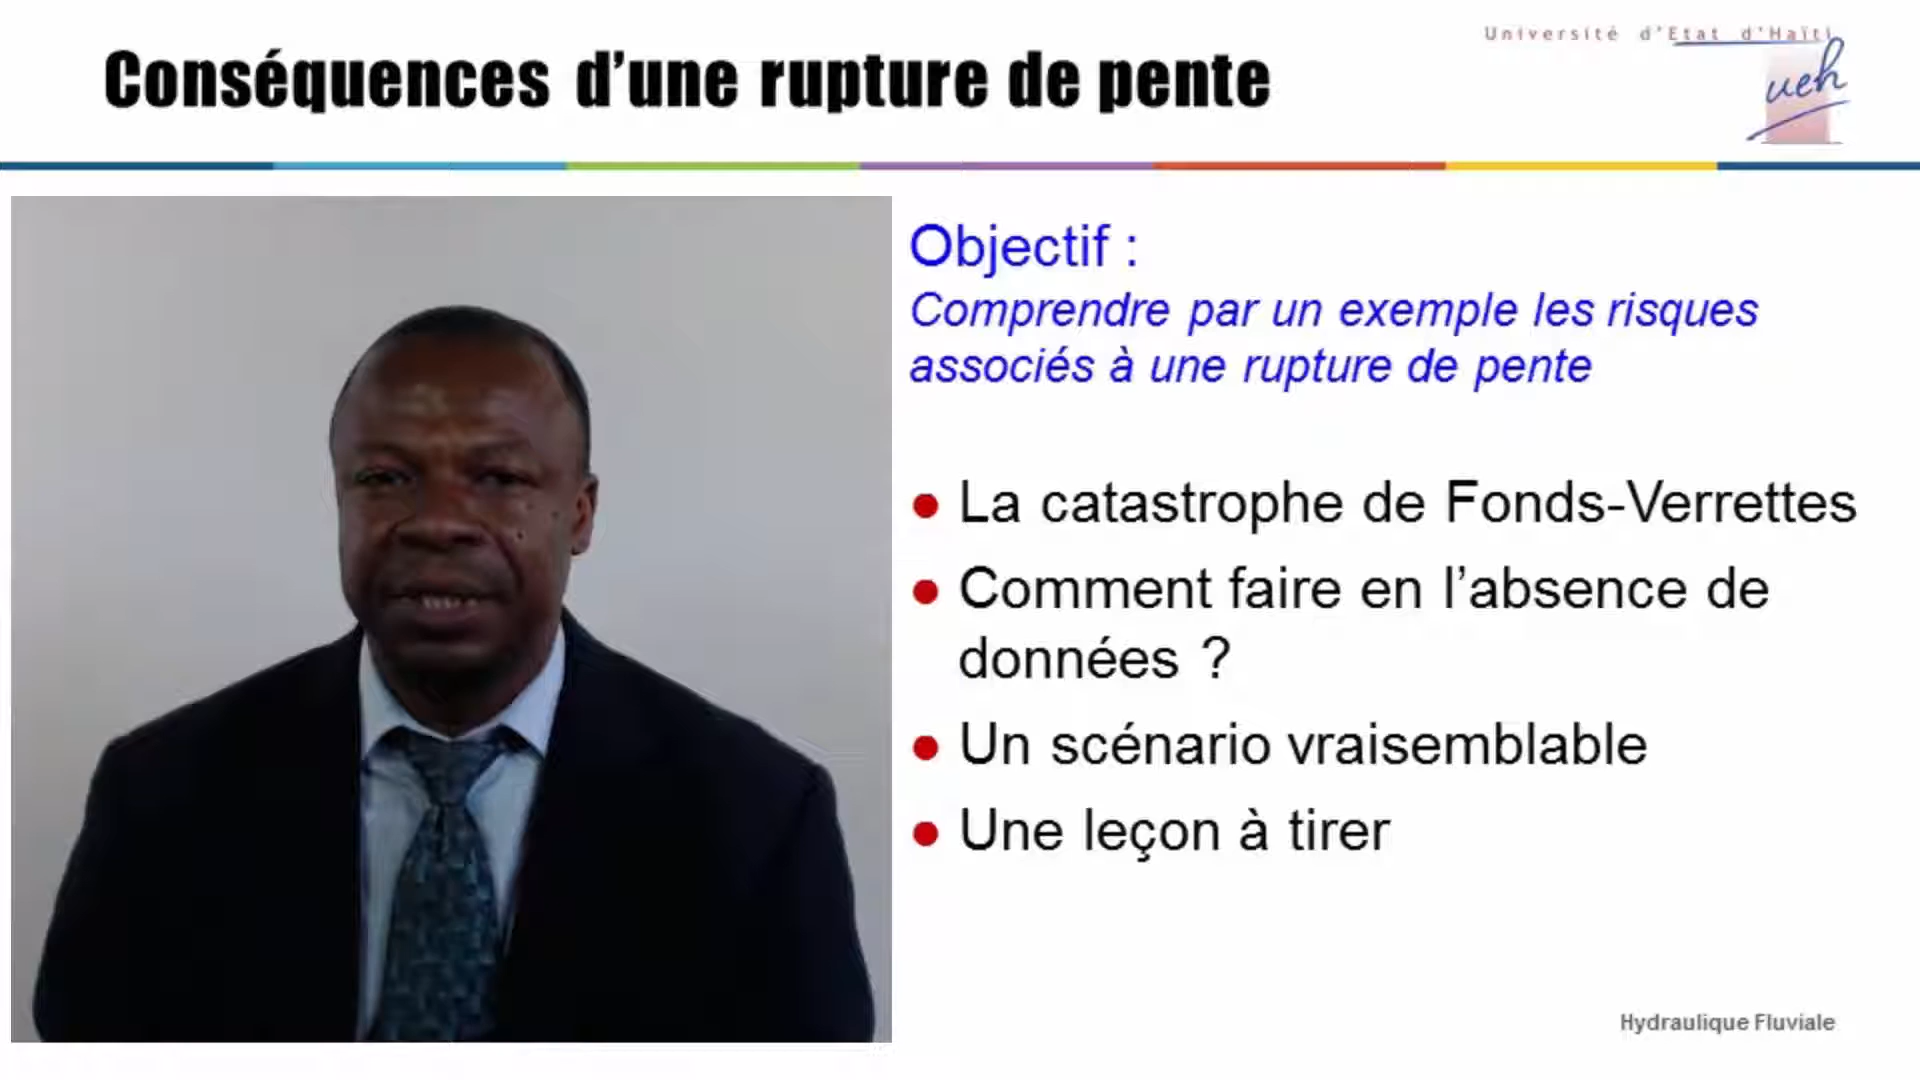 Université d'Etat d'Haïti
ueh
Conséquences d’une rupture de pente
Objectif :
Comprendre par un exemple les risques
associés à une rupture de pente
● La catastrophe de Fonds-Verrettes
● Comment faire en l’absence de
données ?
● Un scénario vraisemblable
● Une leçon à tirer
Hydraulique Fluviale